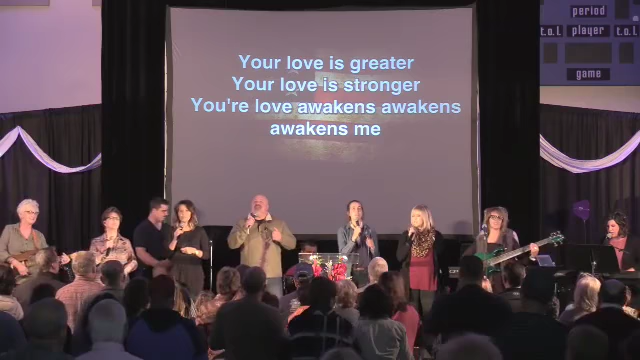 Your love is greater
Your love is stronger
You're love awakens awakens
awakens me
period
t.o.l. player t.o.l.
game